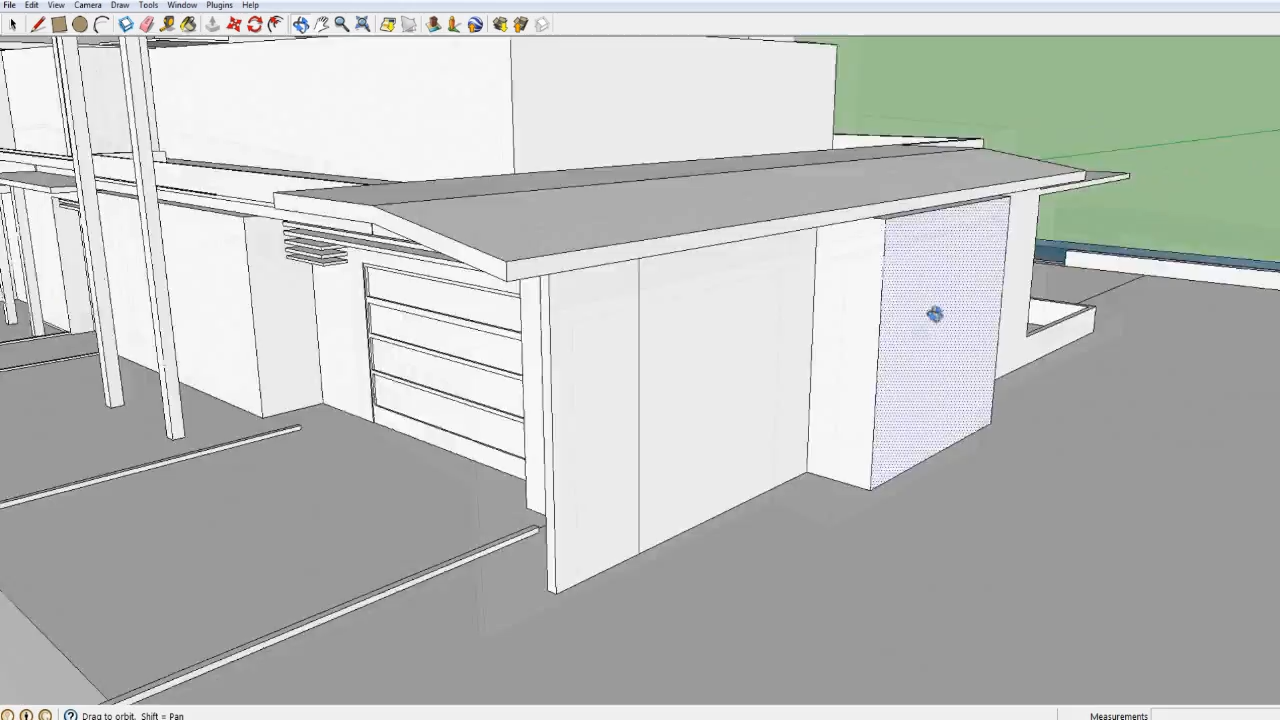 File Edit View Camera Draw Tools Window Plugins Help
Drag to orbit. Shift = Pan
Measurements